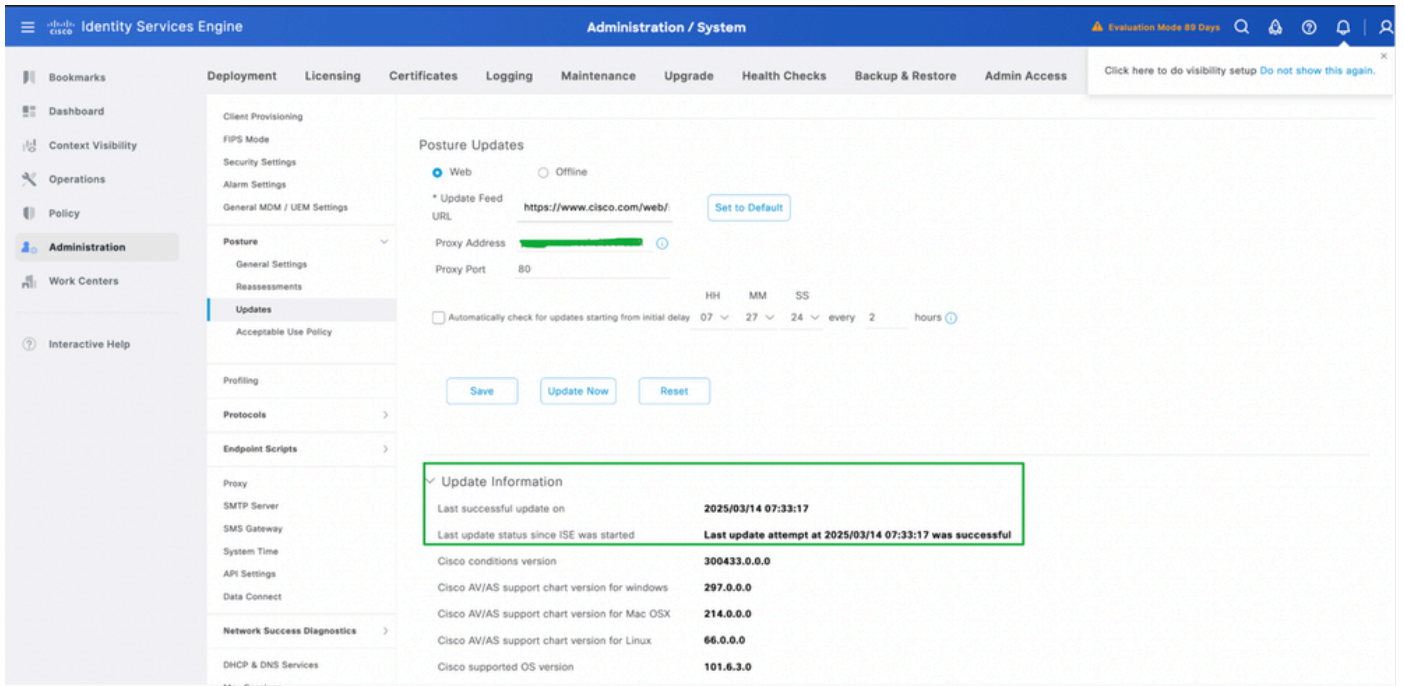 cisco Identity Services Engine
Administration / System
Evaluation Mode 89 Days
Click here to do visibility setup Do not show this again.
Bookmarks
Dashboard
Context Visibility
Operations
Policy
Administration
Work Centers
Interactive Help
Deployment Licensing Certificates Logging Maintenance Upgrade Health Checks Backup & Restore Admin Access
Client Provisioning
FIPS Mode
Security Settings
Alarm Settings
General MDM / UEM Settings
Posture
General Settings
Reassessments
Updates
Acceptable Use Policy
Profiling
Protocols
Endpoint Scripts
Proxy
SMTP Server
SMS Gateway
System Time
API Settings
Data Connect
Network Success Diagnostics
DHCP & DNS Services
Posture Updates
Web Offline
* Update Feed
URL
https://www.cisco.com/web/
Set to Default
Proxy Address
Proxy Port 80
HH MM SS
Automatically check for updates starting from initial delay 07 27 24 every 2 hours
Save Update Now Reset
Update Information
Last successful update on 2025/03/14 07:33:17
Last update status since ISE was started Last update attempt at 2025/03/14 07:33:17 was successful
Cisco conditions version 300433.0.0.0
Cisco AV/AS support chart version for windows 297.0.0.0
Cisco AV/AS support chart version for Mac OSX 214.0.0.0
Cisco AV/AS support chart version for Linux 66.0.0.0
Cisco supported OS version 101.6.3.0